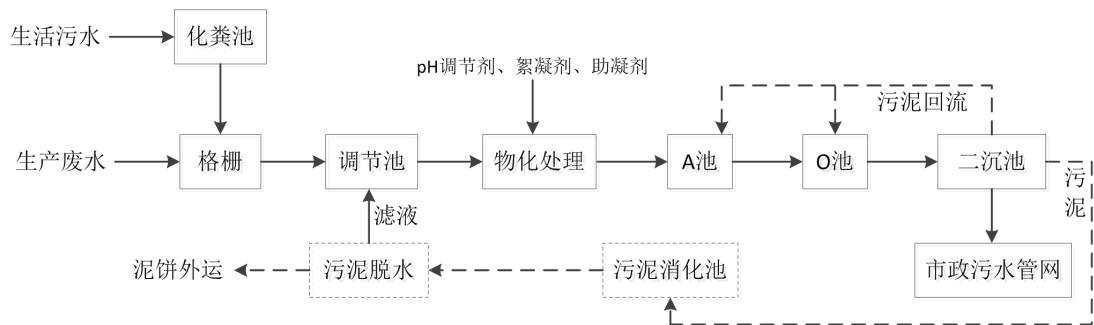 生活污水
化粪池
pH调节剂、絮凝剂、助凝剂
污泥回流
生产废水
格栅
调节池
物化处理
A池
O池
二沉池
污泥
滤液
泥饼外运
污泥脱水
污泥消化池
市政污水管网